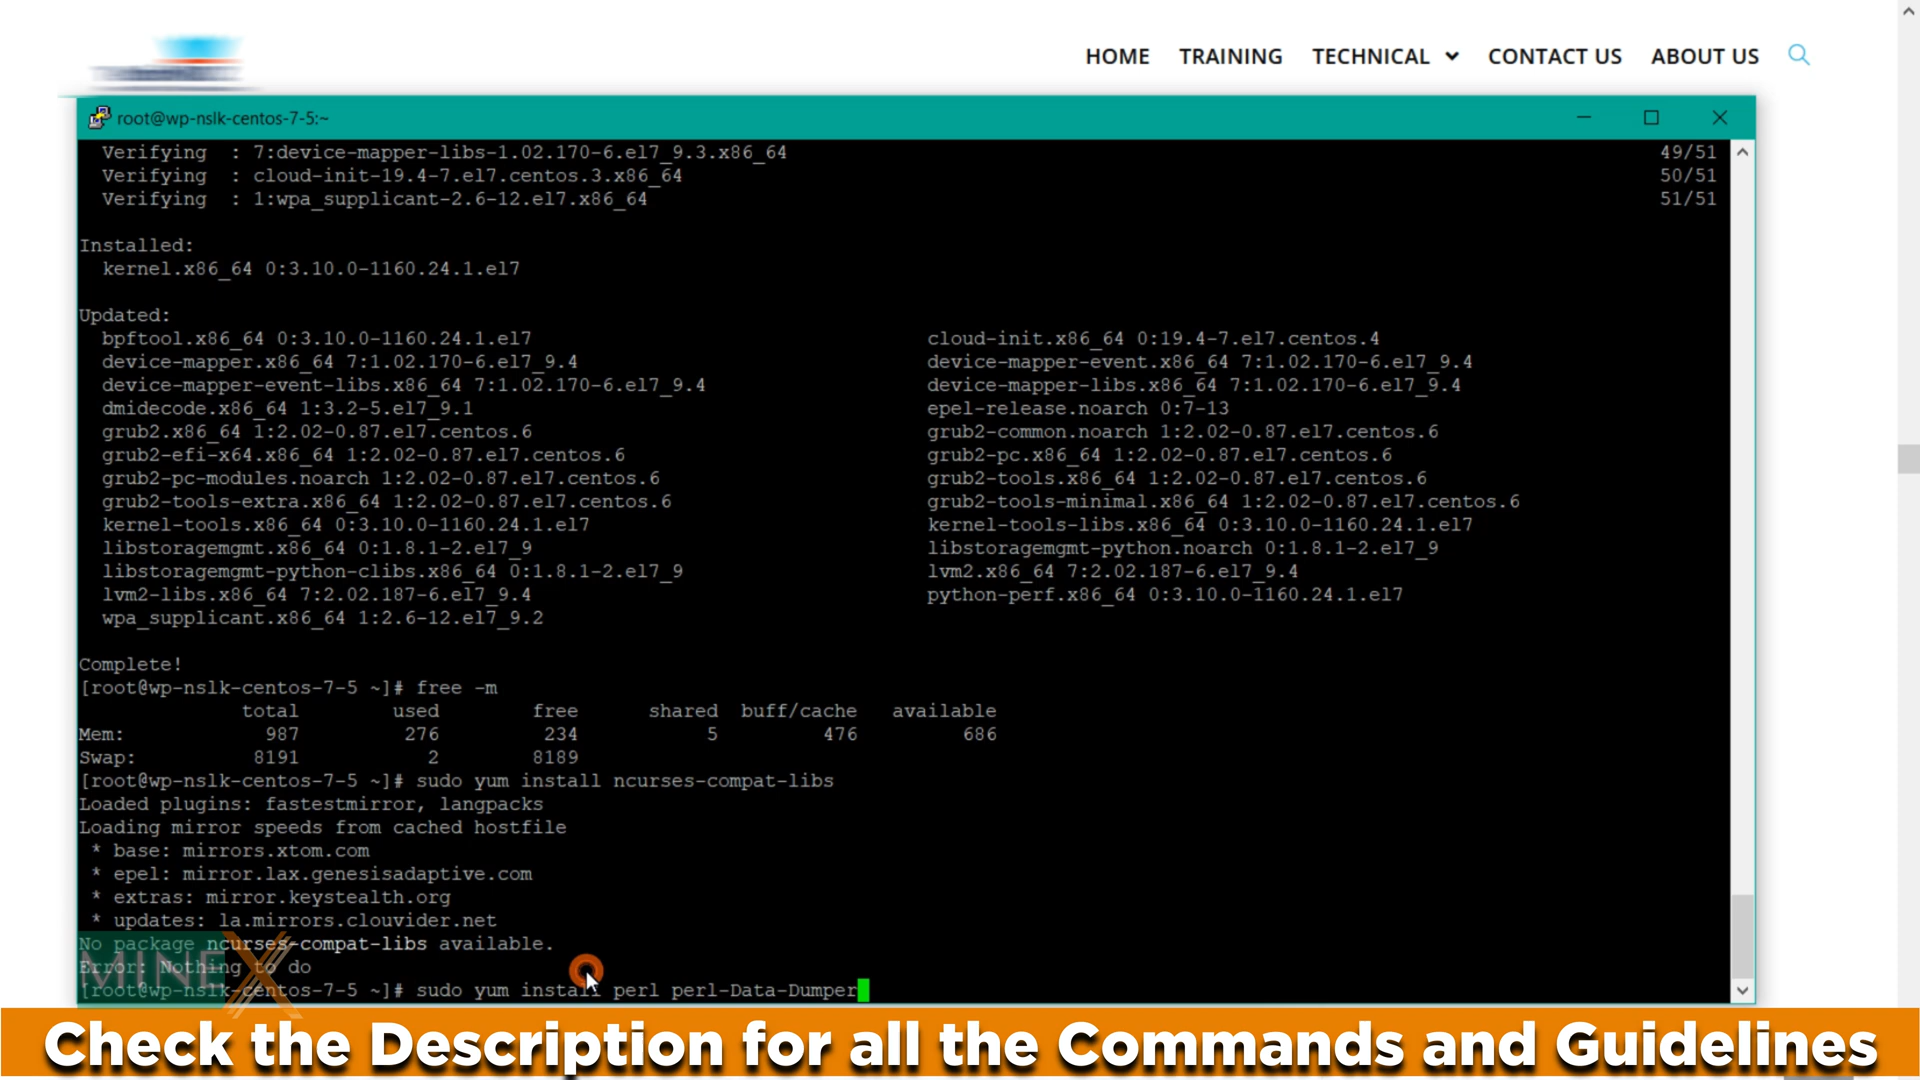 HOME TRAINING TECHNICAL CONTACT US ABOUT US
root@wp-nslk-centos-7-5:~
Verifying : 7:device-mapper-libs-1.02.170-6.el7_9.3.x86_64 49/51
Verifying : cloud-init-19.4-7.el7.centos.3.x86_64 50/51
Verifying : 1:wpa_supplicant-2.6-12.el7.x86_64 51/51
Installed:
kernel.x86_64 0:3.10.0-1160.24.1.el7
Updated:
bpftool.x86_64 0:3.10.0-1160.24.1.el7 cloud-init.x86_64 0:19.4-7.el7.centos.4
device-mapper.x86_64 7:1.02.170-6.el7_9.4 device-mapper-event.x86_64 7:1.02.170-6.el7_9.4
device-mapper-event-libs.x86_64 7:1.02.170-6.el7_9.4 device-mapper-libs.x86_64 7:1.02.170-6.el7_9.4
dmidecode.x86_64 1:3.2-5.el7_9.1 epel-release.noarch 0:7-13
grub2.x86_64 1:2.02-0.87.el7.centos.6 grub2-common.noarch 1:2.02-0.87.el7.centos.6
grub2-efi-x64.x86_64 1:2.02-0.87.el7.centos.6 grub2-pc.x86_64 1:2.02-0.87.el7.centos.6
grub2-pc-modules.noarch 1:2.02-0.87.el7.centos.6 grub2-tools.x86_64 1:2.02-0.87.el7.centos.6
grub2-tools-extra.x86_64 1:2.02-0.87.el7.centos.6 grub2-tools-minimal.x86_64 1:2.02-0.87.el7.centos.6
kernel-tools.x86_64 0:3.10.0-1160.24.1.el7 kernel-tools-libs.x86_64 0:3.10.0-1160.24.1.el7
libstoragemgmt.x86_64 0:1.8.1-2.el7_9 libstoragemgmt-python.noarch 0:1.8.1-2.el7_9
libstoragemgmt-python-clibs.x86_64 0:1.8.1-2.el7_9 lvm2.x86_64 7:2.02.187-6.el7_9.4
lvm2-libs.x86_64 7:2.02.187-6.el7_9.4 python-perf.x86_64 0:3.10.0-1160.24.1.el7
wpa_supplicant.x86_64 1:2.6-12.el7_9.2
Complete!
[root@wp-nslk-centos-7-5 ~]# free -m
total used free shared buff/cache available
Mem: 987 276 234 5 476 686
Swap: 8191 2 8189
[root@wp-nslk-centos-7-5 ~]# sudo yum install ncurses-compat-libs
Loaded plugins: fastestmirror, langpacks
Loading mirror speeds from cached hostfile
* base: mirrors.xtom.com
* epel: mirror.lax.genesisadaptive.com
* extras: mirror.keystealth.org
* updates: la.mirrors.clouvider.net
No package ncurses-compat-libs available.
Error: Nothing to do
[root@wp-nslk-centos-7-5 ~]# sudo yum install perl perl-Data-Dumper
MINEX
Check the Description for all the Commands and Guidelines